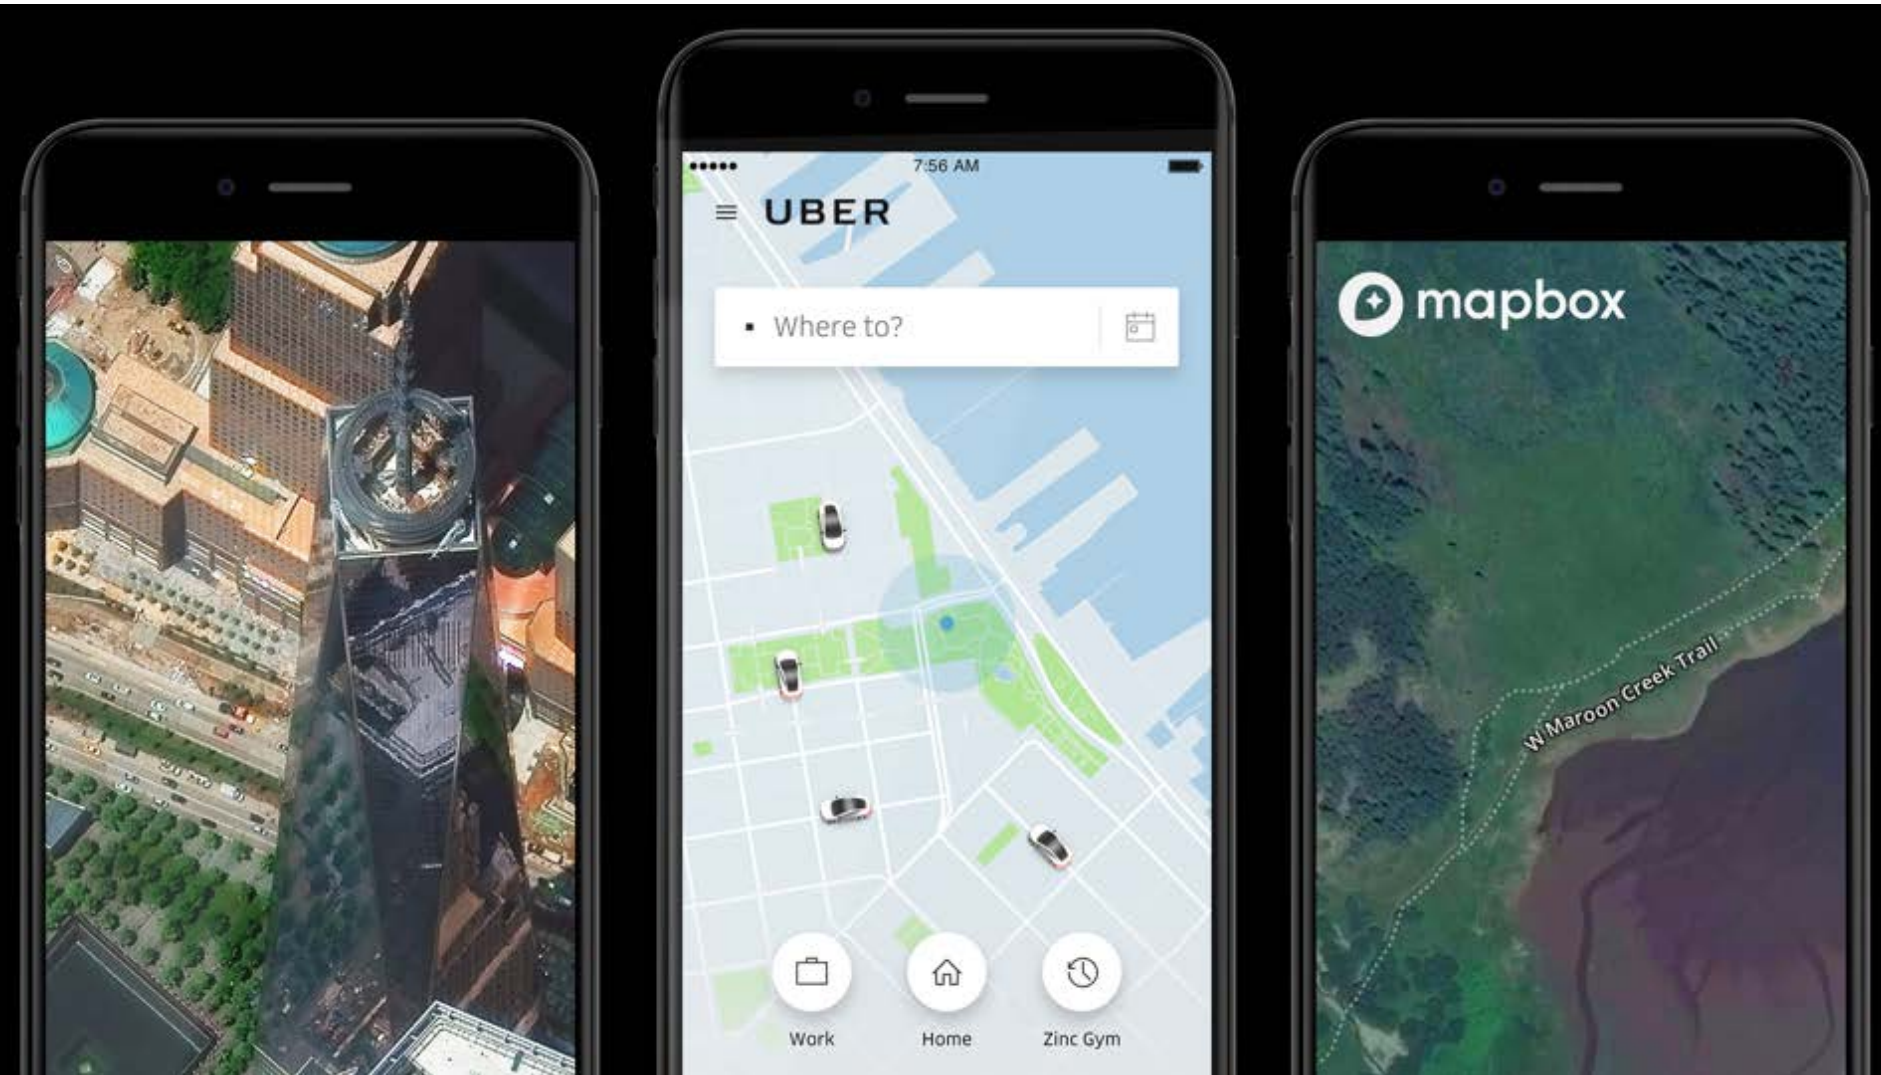 7:56 AM
UBER
Where to?
Work
Home
Zinc Gym
mapbox
W Maroon Creek Trail